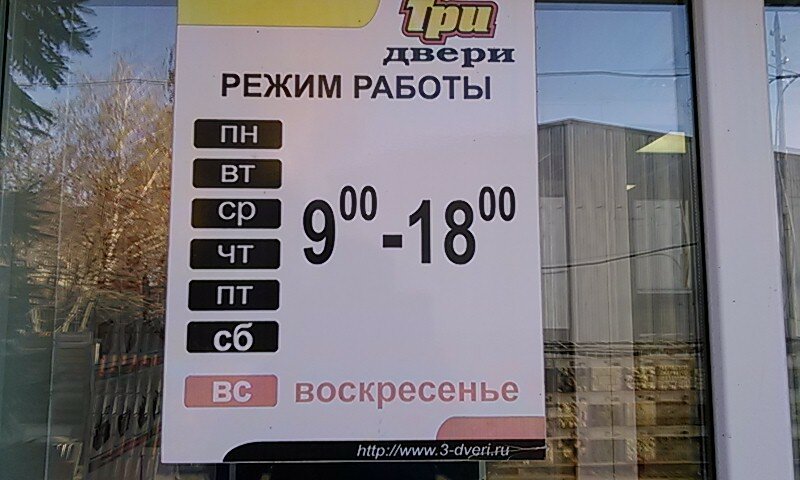 Три
двери
РЕЖИМ РАБОТЫ
пн
вт
ср
чт
пт
сб
9⁰⁰-18⁰⁰
вс воскресенье
http://www.3-dveri.ru